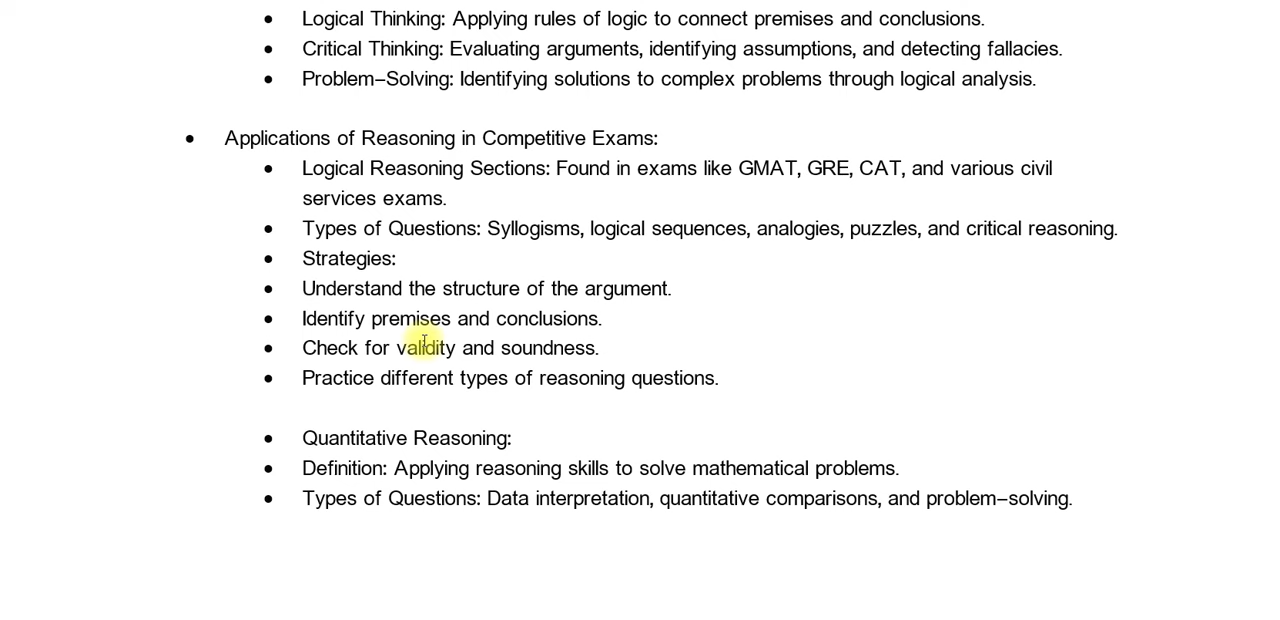 • Logical Thinking: Applying rules of logic to connect premises and conclusions.
• Critical Thinking: Evaluating arguments, identifying assumptions, and detecting fallacies.
• Problem–Solving: Identifying solutions to complex problems through logical analysis.
• Applications of Reasoning in Competitive Exams:
• Logical Reasoning Sections: Found in exams like GMAT, GRE, CAT, and various civil
services exams.
• Types of Questions: Syllogisms, logical sequences, analogies, puzzles, and critical reasoning.
• Strategies:
• Understand the structure of the argument.
• Identify premises and conclusions.
• Check for validity and soundness.
• Practice different types of reasoning questions.
• Quantitative Reasoning:
• Definition: Applying reasoning skills to solve mathematical problems.
• Types of Questions: Data interpretation, quantitative comparisons, and problem–solving.